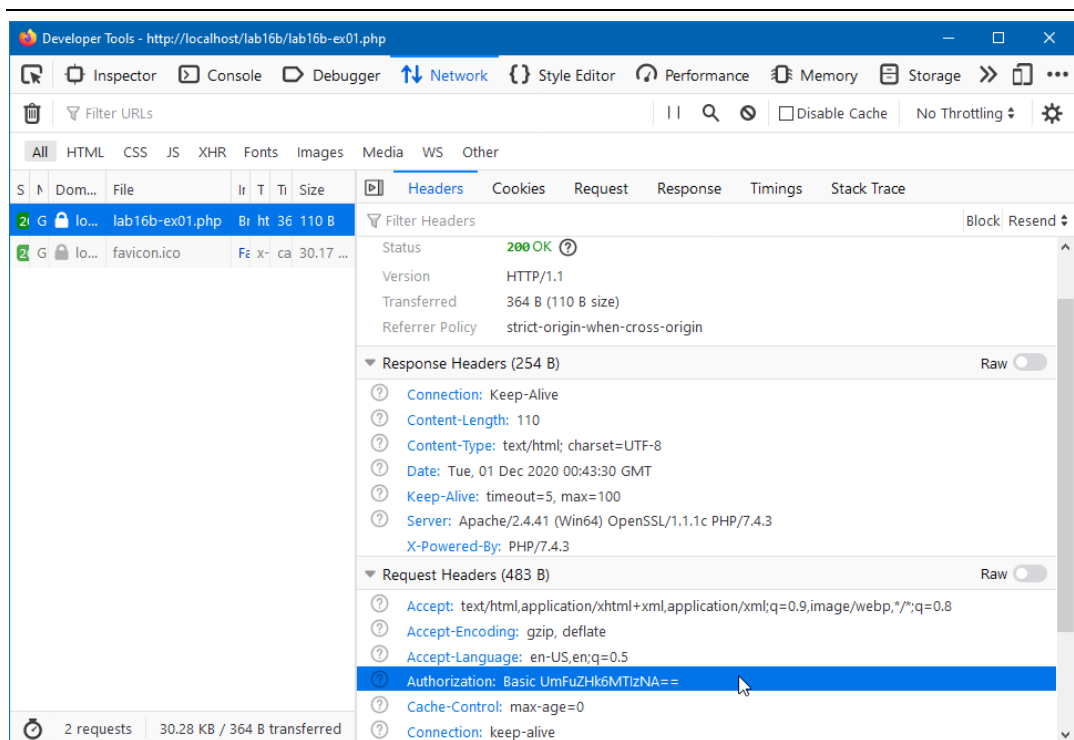 Developer Tools - http://localhost/lab16b/lab16b-ex01.php
Inspector Console Debugger Network {} Style Editor Performance Memory Storage
Filter URLs Disable Cache No Throttling
All HTML CSS JS XHR Fonts Images Media WS Other
S Dom... File T Size Headers Cookies Request Response Timings Stack Trace
G lo... lab16b-ex01.php ht 36 110 B Filter Headers Block Resend
G lo... favicon.ico x- ca 30.17 ... Status 200 OK
Version HTTP/1.1
Transferred 364 B (110 B size)
Referrer Policy strict-origin-when-cross-origin
Response Headers (254 B) Raw
Connection: Keep-Alive
Content-Length: 110
Content-Type: text/html; charset=UTF-8
Date: Tue, 01 Dec 2020 00:43:30 GMT
Keep-Alive: timeout=5, max=100
Server: Apache/2.4.41 (Win64) OpenSSL/1.1.1c PHP/7.4.3
X-Powered-By: PHP/7.4.3
Request Headers (483 B) Raw
Accept: text/html,application/xhtml+xml,application/xml;q=0.9,image/webp,*/*;q=0.8
Accept-Encoding: gzip, deflate
Accept-Language: en-US,en;q=0.5
Authorization: Basic UmFuZHk6MTIzNA==
Cache-Control: max-age=0
2 requests 30.28 KB / 364 B transferred Connection: keep-alive